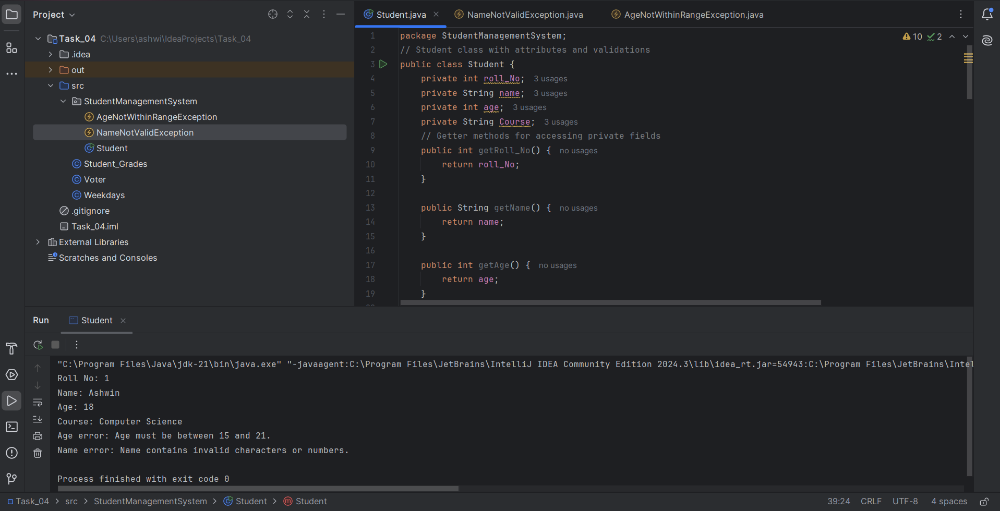 Project
Task_04 C:\Users\ashwi\IdeaProjects\Task_04
.idea
out
src
StudentManagementSystem
AgeNotWithinRangeException
NameNotValidException
Student
Student_Grades
Voter
Weekdays
.gitignore
Task_04.iml
External Libraries
Scratches and Consoles
Student.java NameNotValidException.java AgeNotWithinRangeException.java
10 2
1 package StudentManagementSystem;
2 // Student class with attributes and validations
3 public class Student {
4 private int roll_No; 3 usages
5 private String name; 3 usages
6 private int age; 3 usages
7 private String Course; 3 usages
8 // Getter methods for accessing private fields
9 public int getRoll_No() { no usages
10 return roll_No;
11 }
12
13 public String getName() { no usages
14 return name;
15 }
16
17 public int getAge() { no usages
18 return age;
19 }
Run Student
"C:\Program Files\Java\jdk-21\bin\java.exe" "-javaagent:C:\Program Files\JetBrains\IntelliJ IDEA Community Edition 2024.3\lib\idea_rt.jar=54943:C:\Program Files\JetBrains\Intel
Roll No: 1
Name: Ashwin
Age: 18
Course: Computer Science
Age error: Age must be between 15 and 21.
Name error: Name contains invalid characters or numbers.
Process finished with exit code 0
Task_04 > src > StudentManagementSystem > Student > Student
39:24 CRLF UTF-8 4 spaces